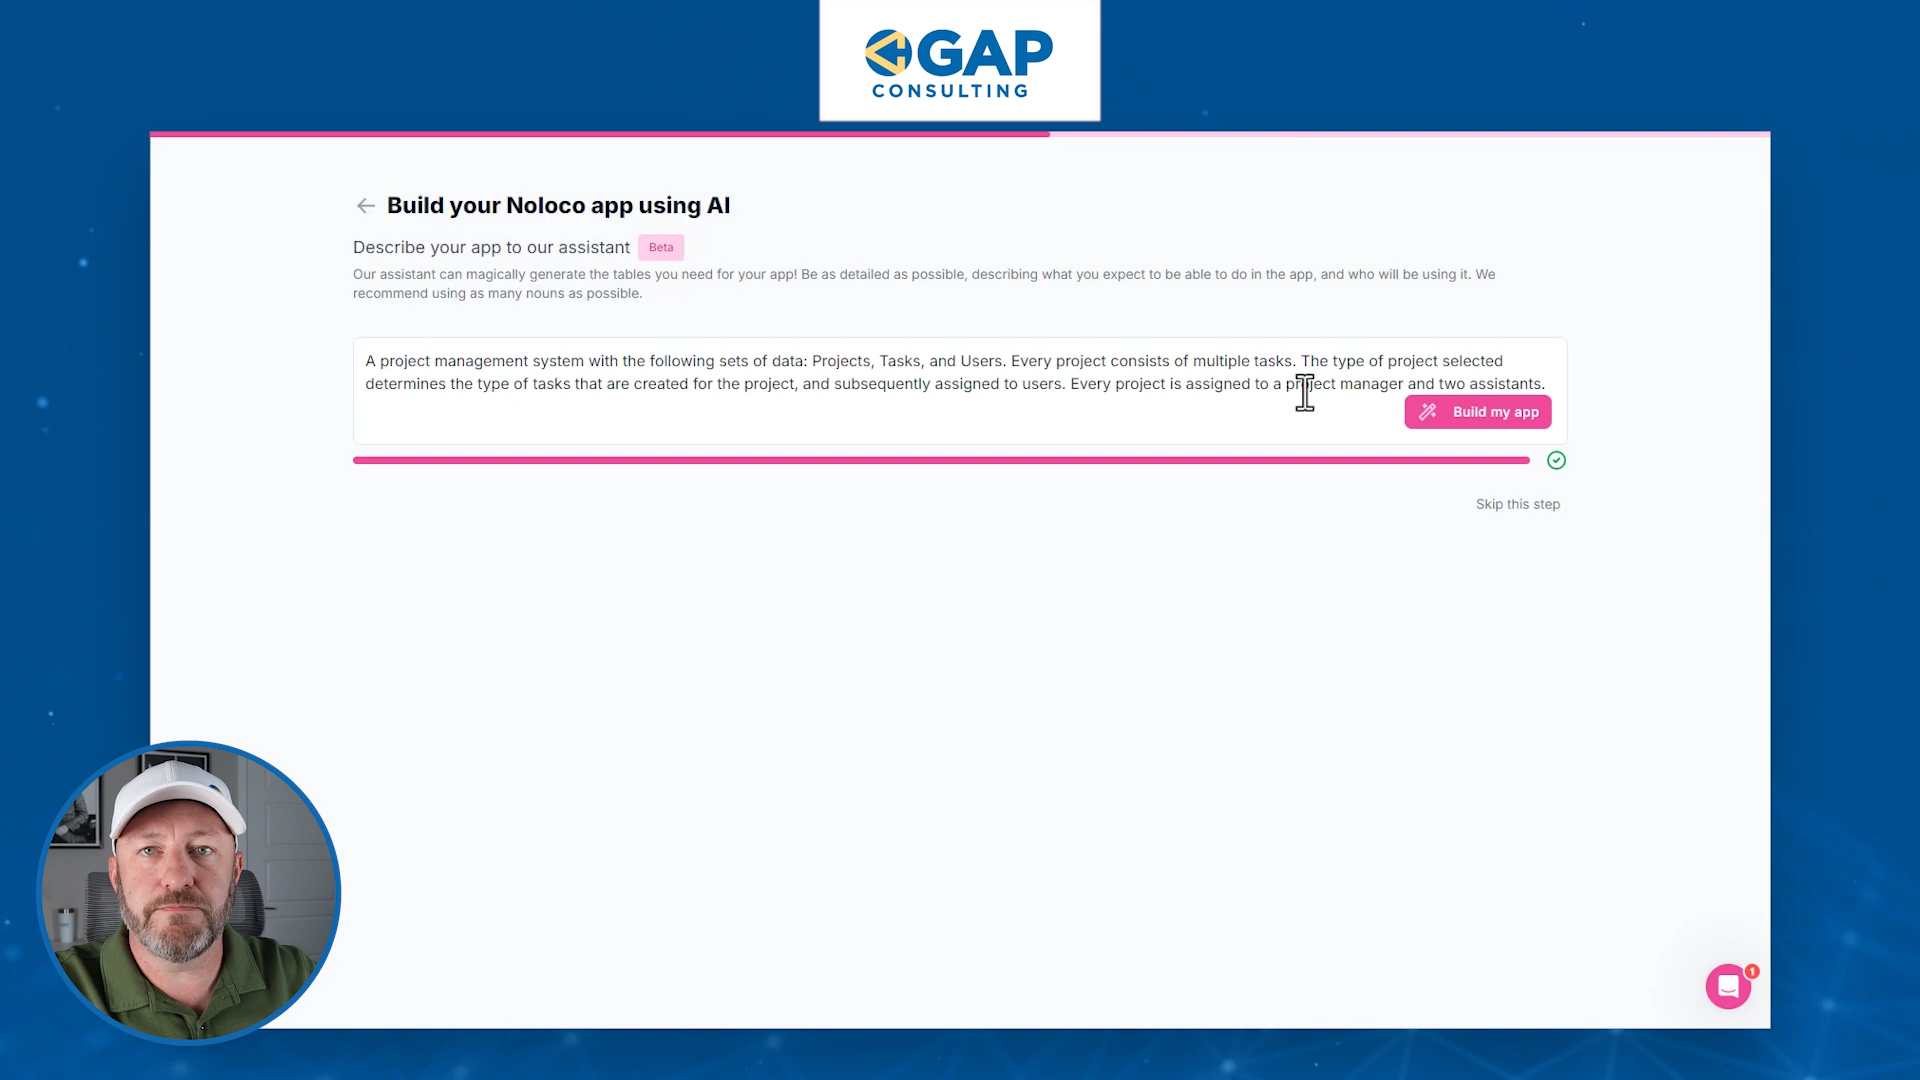 GAP
CONSULTING
Build your Noloco app using AI
Describe your app to our assistant Beta
Our assistant can magically generate the tables you need for your app! Be as detailed as possible, describing what you expect to be able to do in the app, and who will be using it. We
recommend using as many nouns as possible.
A project management system with the following sets of data: Projects, Tasks, and Users. Every project consists of multiple tasks. The type of project selected
determines the type of tasks that are created for the project, and subsequently assigned to users. Every project is assigned to a project manager and two assistants.
Build my app
Skip this step
1